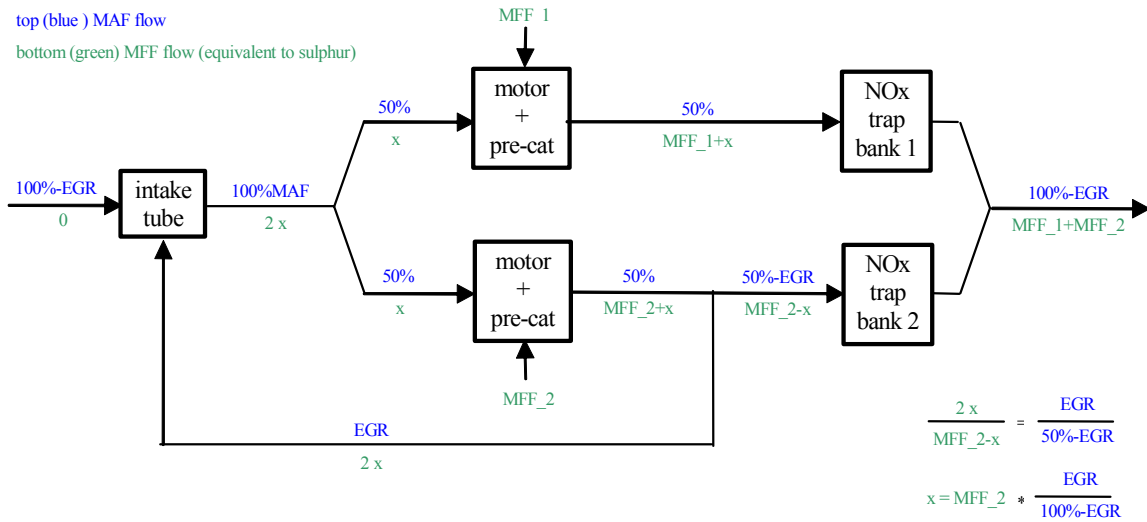 top (blue ) MAF flow
bottom (green) MFF flow (equivalent to sulphur)
MFF_1
motor
+
pre-cat
50%
x
50%
MFF_1+x
NOx
trap
bank 1
100%-EGR
0
intake
tube
100%MAF
2 x
100%-EGR
MFF_1+MFF_2
50%
x
motor
+
pre-cat
50%
MFF_2+x
50%-EGR
MFF_2-x
NOx
trap
bank 2
MFF_2
EGR
2 x
2 x
MFF_2-x
=
EGR
50%-EGR
x = MFF_2 *
EGR
100%-EGR